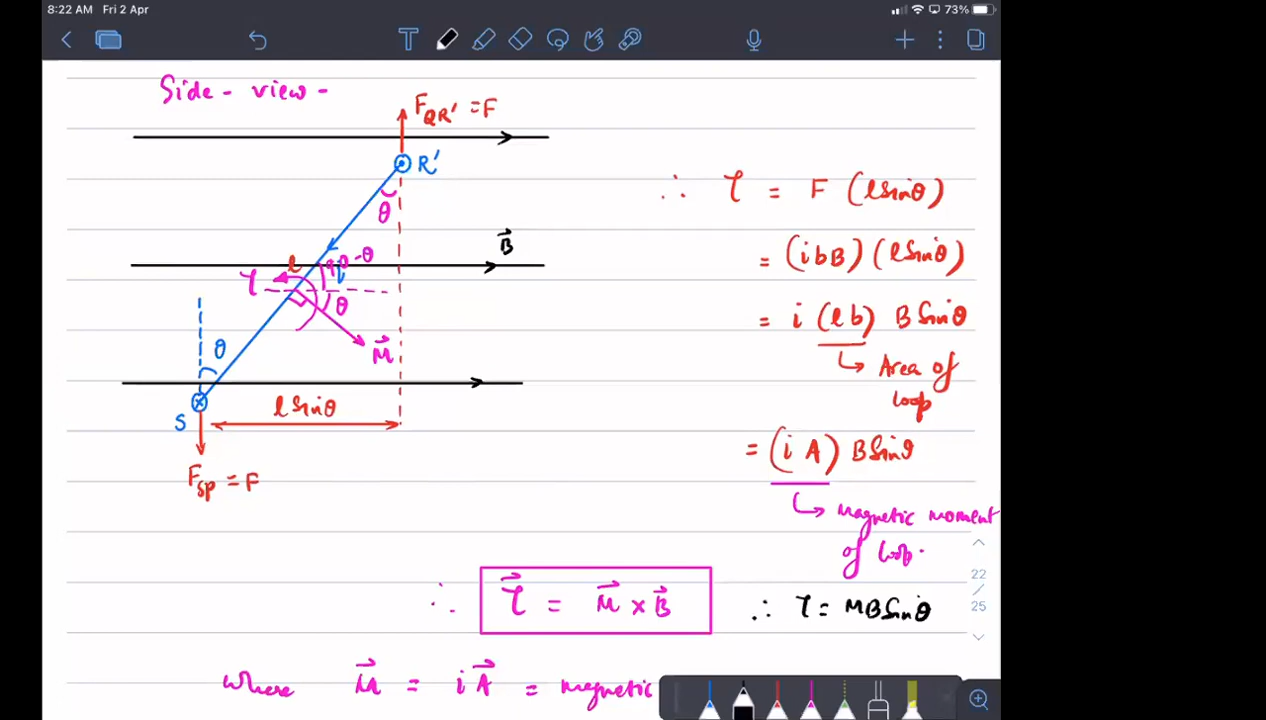 8:22 AM Fri 2 Apr
73%
Side - view -
F_QR' = F
R'
θ
B⃗
90-θ
l
τ
θ
M⃗
θ
l sinθ
S
F_SP = F
∴ τ = F (l sinθ)
= (ibB) (l sinθ)
= i (lb) B sinθ
↳ Area of
loop
= (i A) B sinθ
↳ Magnetic moment
of loop.
22
/
25
∴ τ⃗ = M⃗ × B⃗
∴ τ = MB sinθ
where M⃗ = i A⃗ = magnetic